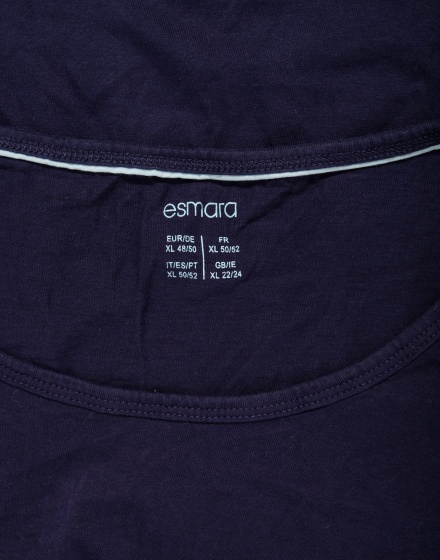 esmara
EUR/DE FR
XL 48/50 XL 50/52
IT/ES/PT GB/IE
XL 50/52 XL 22/24